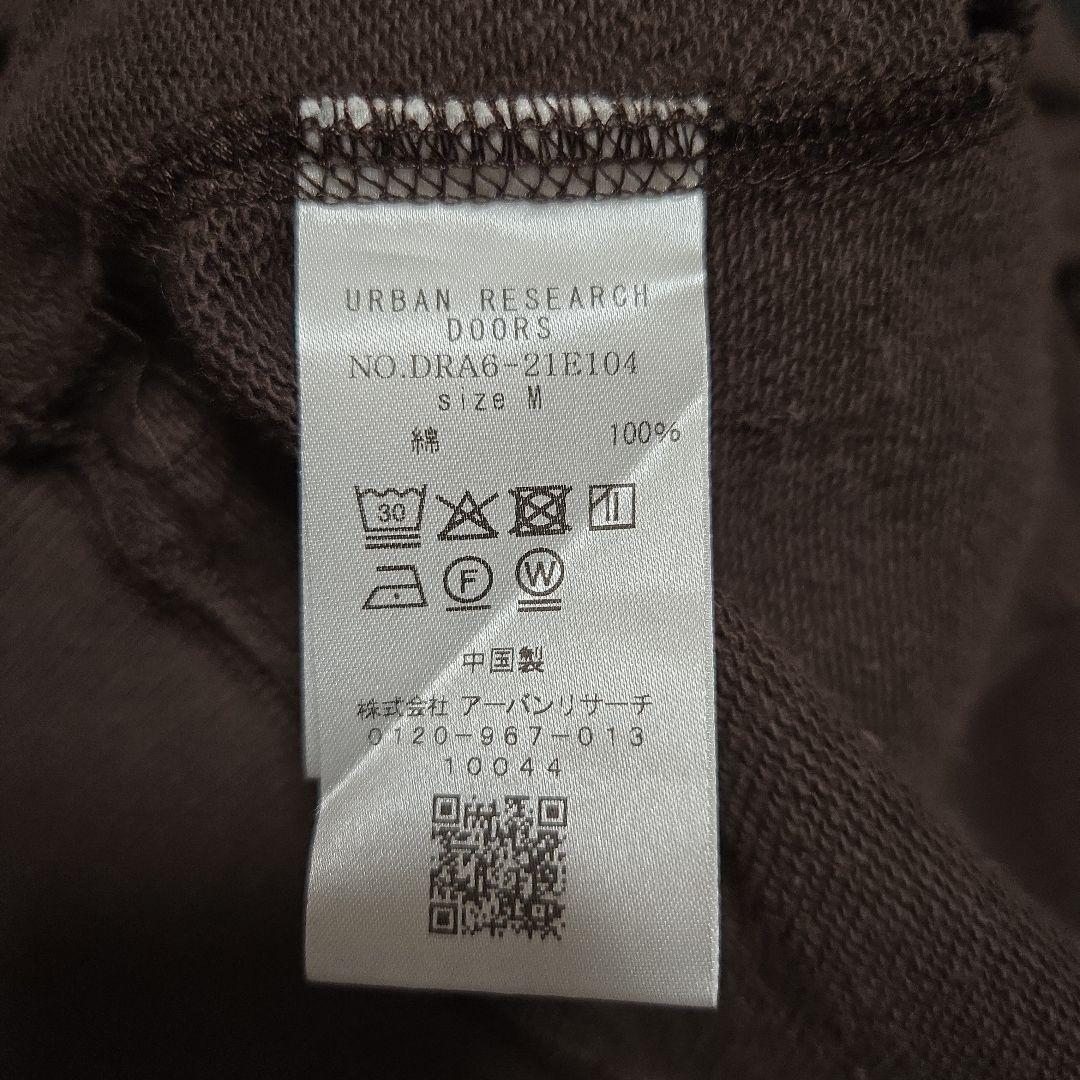 URBAN RESEARCH
DOORS
NO.DRA6-21E104
size M
綿 100%
30
F W
中国製
株式会社 アーバンリサーチ
0120-967-013
10044